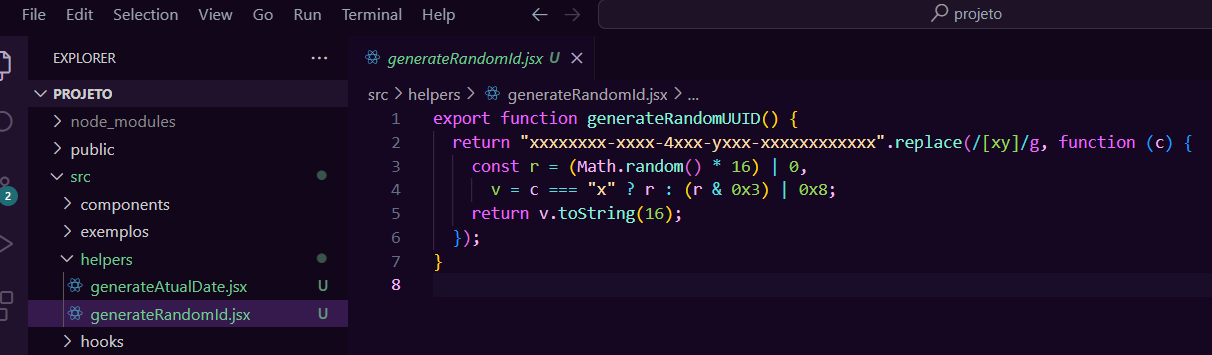 File Edit Selection View Go Run Terminal Help projeto
EXPLORER ...
generateRandomId.jsx U
PROJETO
node_modules
public
src
components
exemplos
helpers
generateAtualDate.jsx U
generateRandomId.jsx U
hooks
2
src > helpers > generateRandomId.jsx > ...
1 export function generateRandomUUID() {
2 return "xxxxxxxx-xxxx-4xxx-yxxx-xxxxxxxxxxxx".replace(/[xy]/g, function (c) {
3 const r = (Math.random() * 16) | 0,
4 v = c === "x" ? r : (r & 0x3) | 0x8;
5 return v.toString(16);
6 });
7 }
8